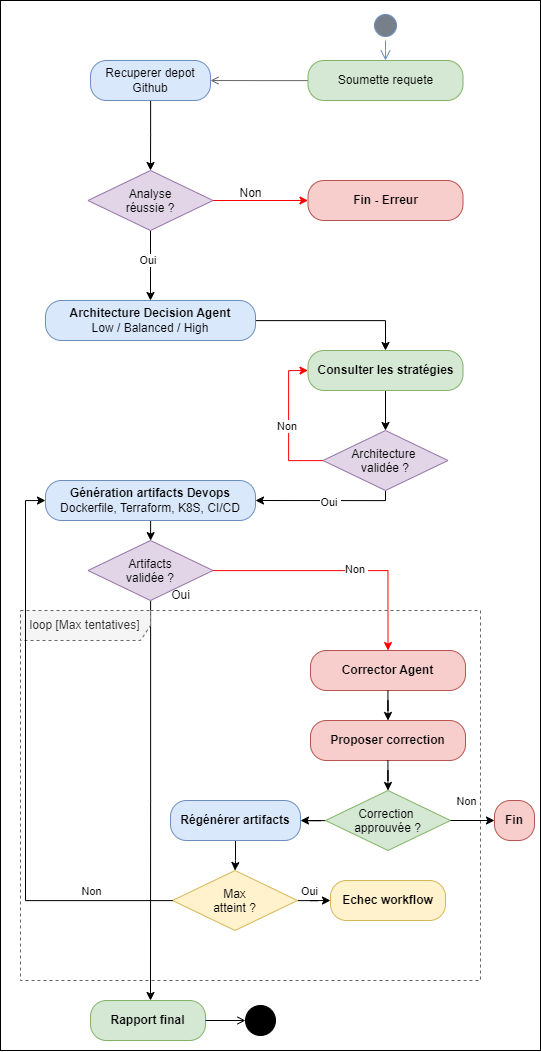 Soumette requete
Recuperer depot
Github
Analyse
réussie ?
Non
Fin - Erreur
Oui
Architecture Decision Agent
Low / Balanced / High
Consulter les stratégies
Non
Architecture
validée ?
Oui
Génération artifacts Devops
Dockerfile, Terraform, K8S, CI/CD
Artifacts
validée ?
Non
Oui
loop [Max tentatives]
Corrector Agent
Proposer correction
Correction
approuvée ?
Non
Fin
Régénérer artifacts
Max
atteint ?
Non
Oui
Echec workflow
Rapport final